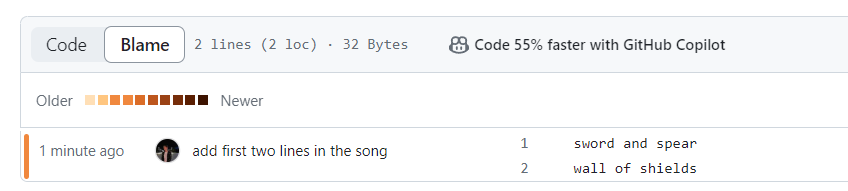 Code Blame 2 lines (2 loc) · 32 Bytes Code 55% faster with GitHub Copilot
Older Newer
1 minute ago add first two lines in the song 1 sword and spear
2 wall of shields